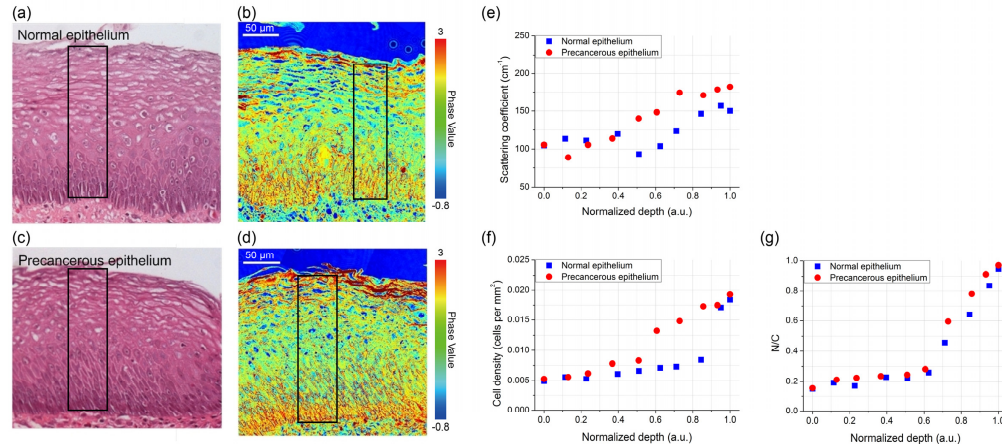 (a)
Normal epithelium
(b)
50 µm
3
Phase Value
-0.8
(c)
Precancerous epithelium
(d)
50 µm
3
Phase Value
-0.8
(e)
Normal epithelium
Precancerous epithelium
Scattering coefficient (cm⁻¹)
250
200
150
100
50
0.0 0.2 0.4 0.6 0.8 1.0
Normalized depth (a.u.)
(f)
Normal epithelium
Precancerous epithelium
Cell density (cells per mm²)
0.025
0.020
0.015
0.010
0.005
0.000
0.0 0.2 0.4 0.6 0.8 1.0
Normalized depth (a.u.)
(g)
Normal epithelium
Precancerous epithelium
N/C
1.0
0.8
0.6
0.4
0.2
0.0
0.0 0.2 0.4 0.6 0.8 1.0
Normalized depth (a.u.)